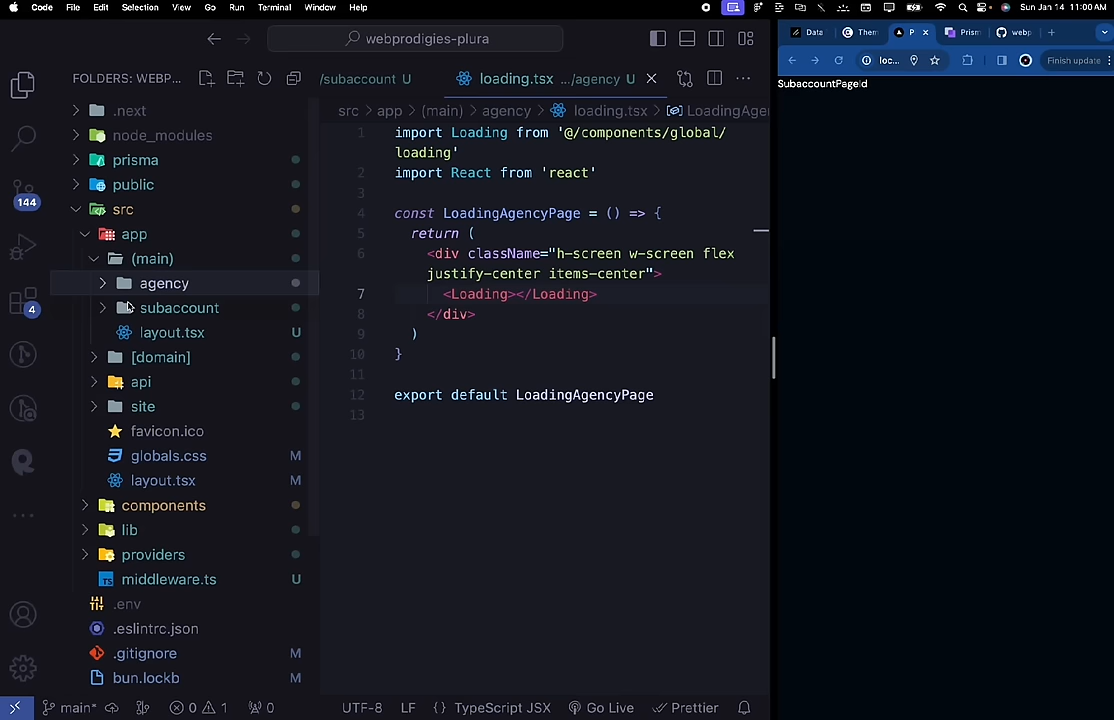 Code File Edit Selection View Go Run Terminal Window Help Sun Jan 14 11:00 AM
webprodigies-plura
FOLDERS: WEBP...
/subaccount U
loading.tsx .../agency U
src > app > (main) > agency > loading.tsx > LoadingAgen
.next
node_modules
prisma
public
src
app
(main)
agency
subaccount
layout.tsx U
[domain]
api
site
favicon.ico
globals.css M
layout.tsx M
components
lib
providers
middleware.ts U
.env
.eslintrc.json
.gitignore M
bun.lockb M
144
4
1 import Loading from '@/components/global/
loading'
2 import React from 'react'
3
4 const LoadingAgencyPage = () => {
5 return (
6 <div className="h-screen w-screen flex
justify-center items-center">
7 <Loading></Loading>
8 </div>
9 )
10 }
11
12 export default LoadingAgencyPage
13
main* 0 1 0 UTF-8 LF {} TypeScript JSX Go Live Prettier
Data Them P Prism webp
loc... Finish update
SubaccountPageId